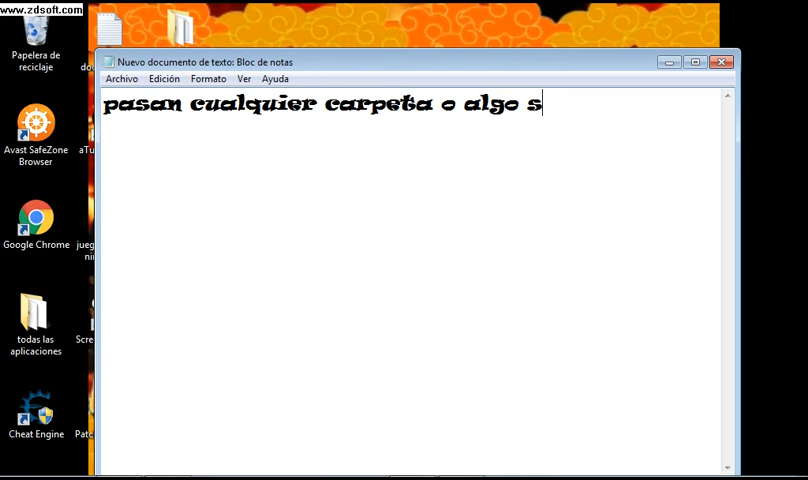 www.zdsoft.com
Papelera de
reciclaje
Avast SafeZone
Browser
Google Chrome
todas las
aplicaciones
Cheat Engine
Nuevo documento de texto: Bloc de notas
Archivo Edición Formato Ver Ayuda
pasan cualquier carpeta o algo s